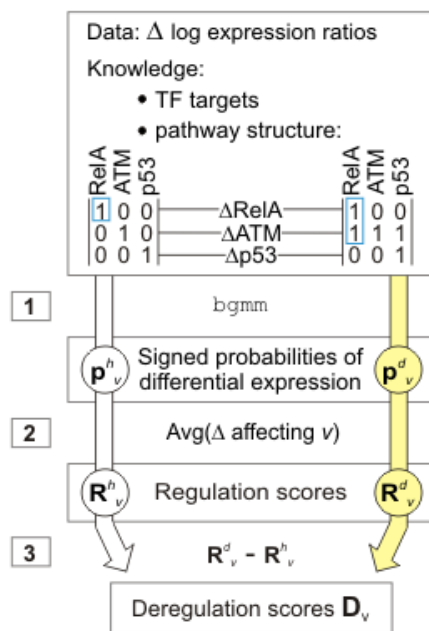 Data: Δ log expression ratios
Knowledge:
• TF targets
• pathway structure:
RelA ATM p53 RelA ATM p53
1 0 0 ΔRelA 1 0 0
0 1 0 ΔATM 1 1 1
0 0 1 Δp53 0 0 1
1 bgmm
Signed probabilities of
p^h_v differential expression p^d_v
2 Avg(Δ affecting v)
R^h_v Regulation scores R^d_v
3 R^d_v - R^h_v
Deregulation scores D_v